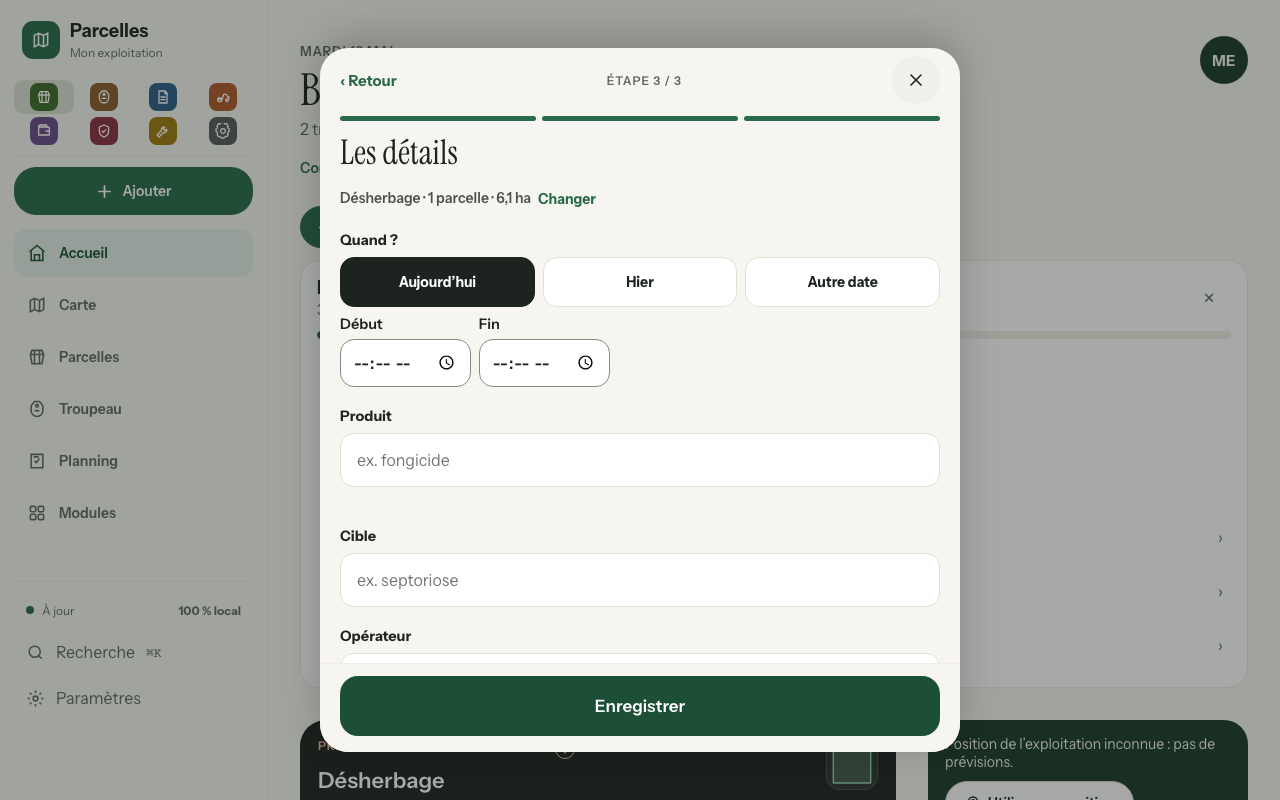 Parcelles
Mon exploitation
Ajouter
Accueil
Carte
Parcelles
Troupeau
Planning
Modules
À jour
100 % local
Recherche ⌘K
Paramètres
ME
‹ Retour
ÉTAPE 3 / 3
Les détails
Désherbage · 1 parcelle · 6,1 ha Changer
Quand ?
Aujourd’hui
Hier
Autre date
Début
Fin
--:-- --
--:-- --
Produit
ex. fongicide
Cible
ex. septoriose
Opérateur
Enregistrer
Désherbage
Position de l’exploitation inconnue : pas de
prévisions.